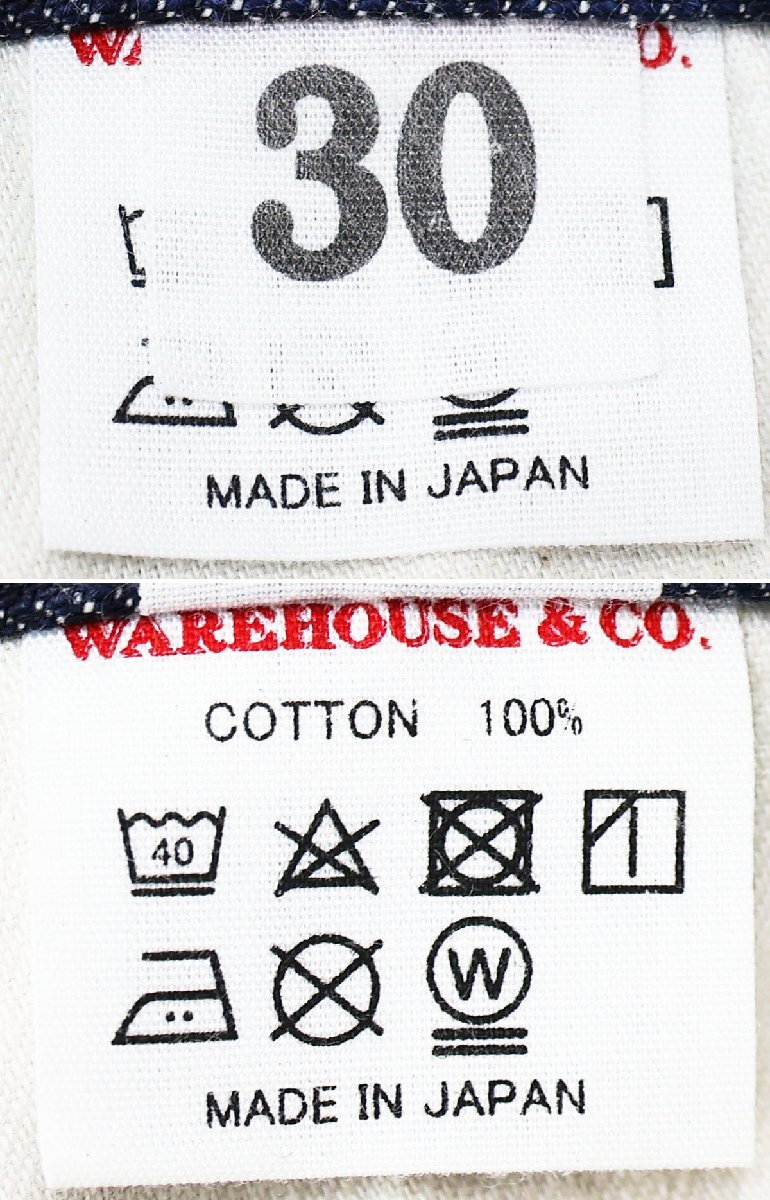 30
MADE IN JAPAN
WAREHOUSE & CO.
COTTON 100%
40
W
MADE IN JAPAN